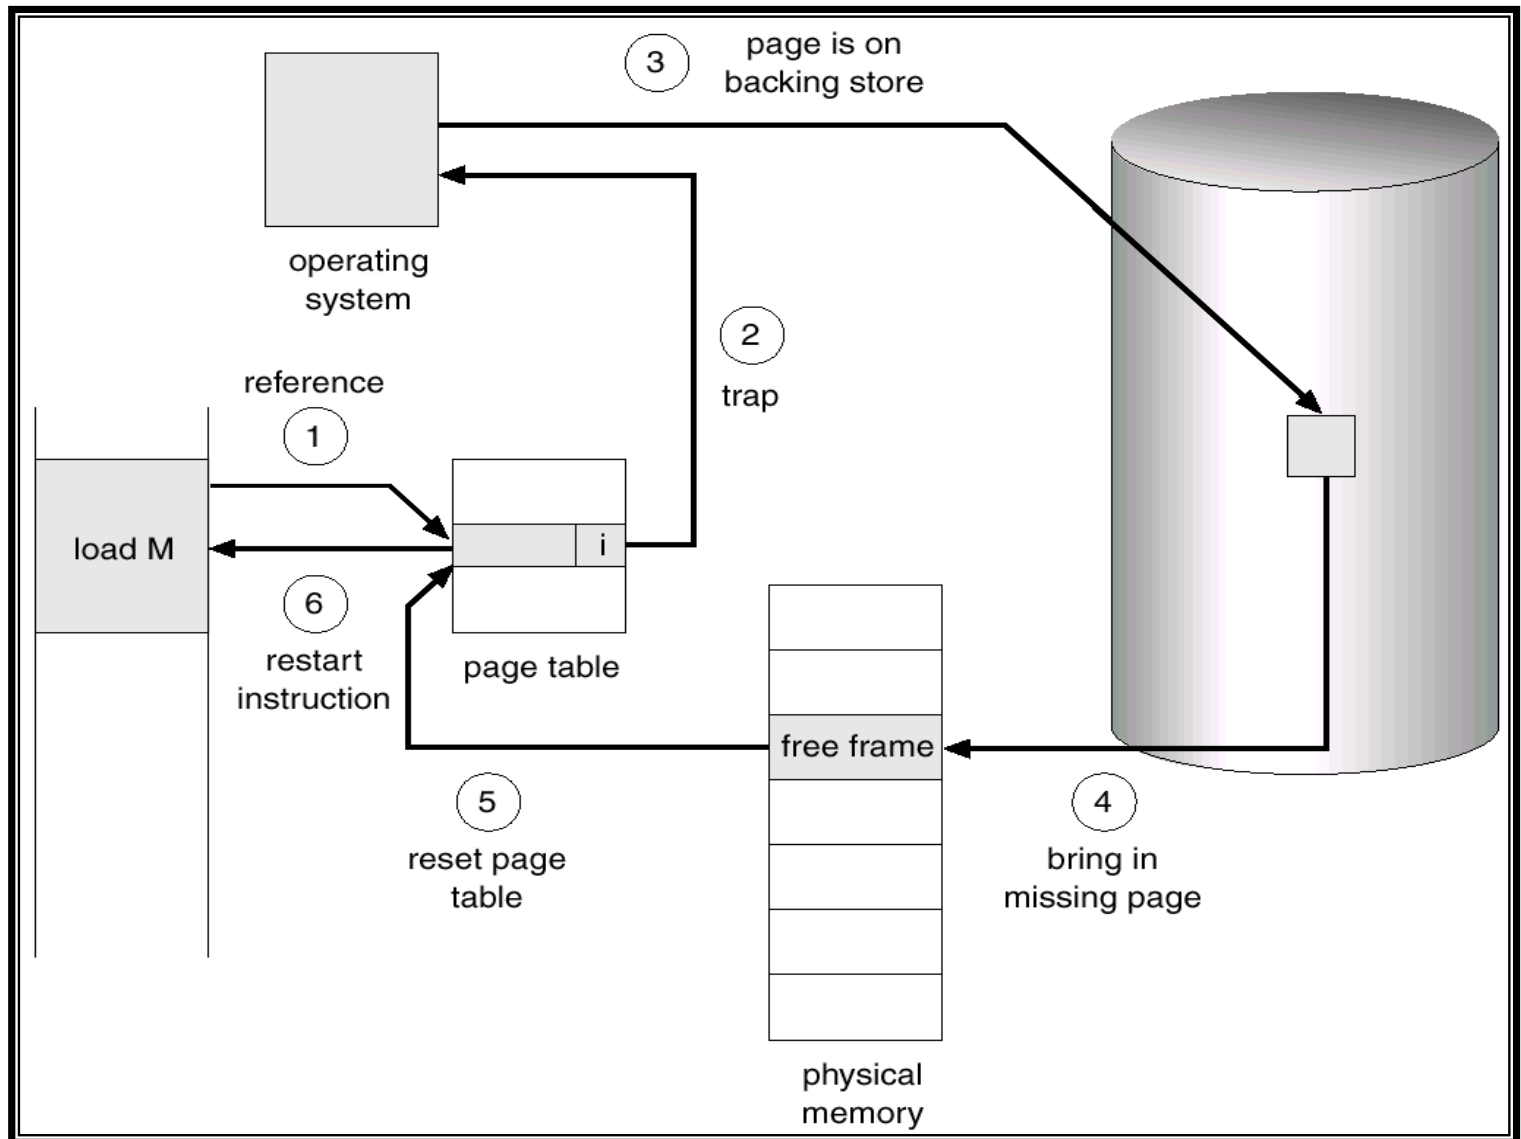 3
page is on
backing store
operating
system
2
trap
reference
1
load M
i
6
restart
instruction
page table
free frame
5
reset page
table
4
bring in
missing page
physical
memory